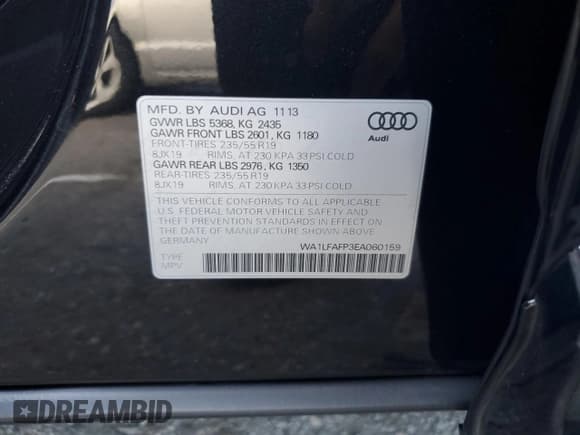 MFD. BY AUDI AG 11 13
GVWR LBS 5368, KG 2435
GAWR FRONT LBS 2601, KG 1180
FRONT-TIRES 235/55 R19
8JX19 RIMS, AT 230 KPA 33 PSI COLD
GAWR REAR LBS 2976, KG 1350
REAR-TIRES 235/55 R19
8JX19 RIMS, AT 230 KPA 33 PSI COLD
THIS VEHICLE CONFORMS TO ALL APPLICABLE
U.S. FEDERAL MOTOR VEHICLE SAFETY AND
THEFT PREVENTION STANDARDS IN EFFECT ON
THE DATE OF MANUFACTURE SHOWN ABOVE
GERMANY
WA1LFAFP3EA060159
TYPE
MPV
Audi
DREAMBID